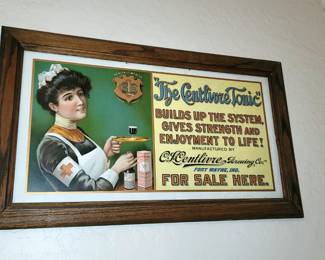 "The Centlivre Tonic"
BUILDS UP THE SYSTEM,
GIVES STRENGTH AND
ENJOYMENT TO LIFE!
MANUFACTURED BY
C.L. Centlivre Brewing Co.
FORT WAYNE, IND.
FOR SALE HERE.